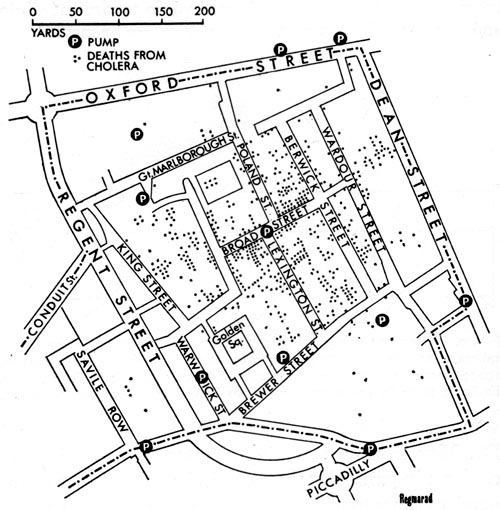 0 50 100 150 200
YARDS
P PUMP
DEATHS FROM
CHOLERA
P
P
OXFORD STREET
P
Gt. MARLBOROUGH St.
POLAND ST.
BERWICK STREET
WARDOUR STREET
DEAN STREET
REGENT STREET
P
P
BROAD STREET
KING STREET
LEXINGTON ST.
CONDUIT St.
P
P
Golden
Sq.
WARWICK ST.
P
P
BREWER STREET
SAVILE ROW
P
P
PICCADILLY
Regmarad